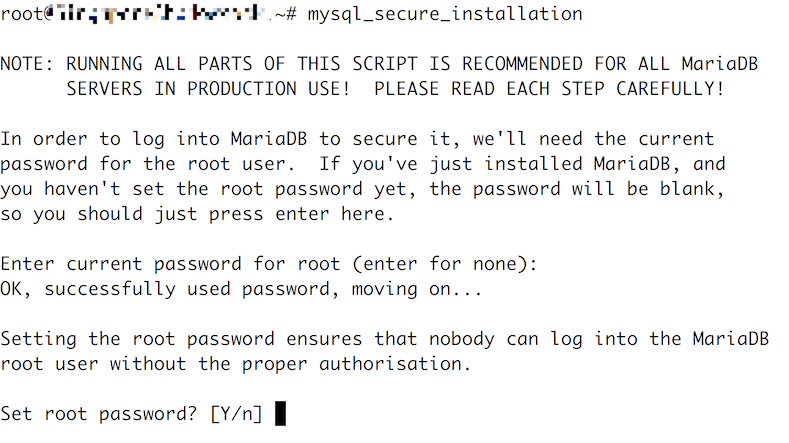 root@ ~# mysql_secure_installation
NOTE: RUNNING ALL PARTS OF THIS SCRIPT IS RECOMMENDED FOR ALL MariaDB
SERVERS IN PRODUCTION USE!  PLEASE READ EACH STEP CAREFULLY!
In order to log into MariaDB to secure it, we'll need the current
password for the root user.  If you've just installed MariaDB, and
you haven't set the root password yet, the password will be blank,
so you should just press enter here.
Enter current password for root (enter for none):
OK, successfully used password, moving on...
Setting the root password ensures that nobody can log into the MariaDB
root user without the proper authorisation.
Set root password? [Y/n]